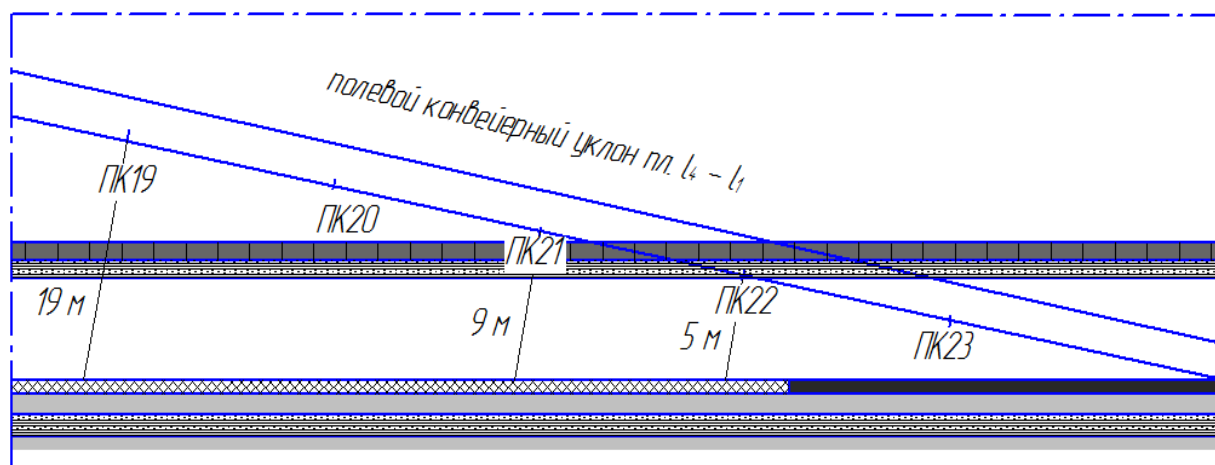 полевой конвейерный уклон пл. l₄ – l₁
ПК19
ПК20
ПК21
ПК22
ПК23
19 м
9 м
5 м